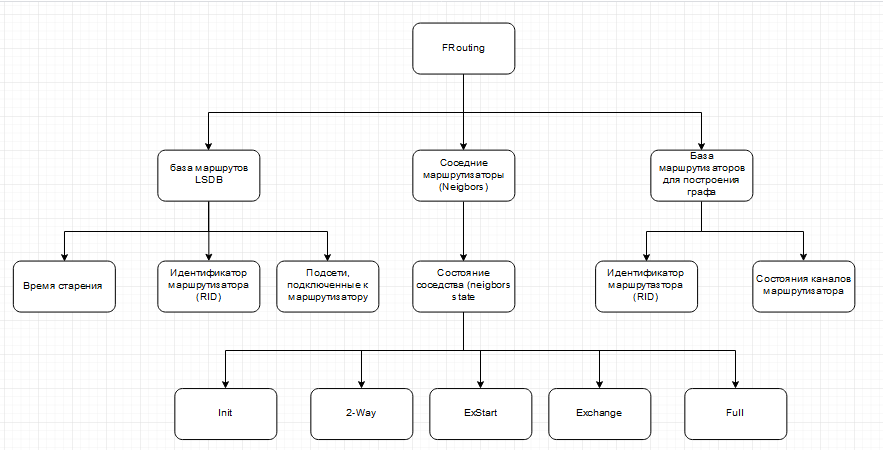 FRouting
база маршрутов
LSDB
Соседние
маршрутизаторы
(Neigbors)
База
маршрутизаторов
для построения
графа
Время старения
Идентификатор
маршрутизатора
(RID)
Подсети,
подключенные к
маршрутизатору
Состояние
соседства (neigbors
state
Идентификатор
маршрутазтора
(RID)
Состояния каналов
маршрутизатора
Init
2-Way
ExStart
Exchange
Full